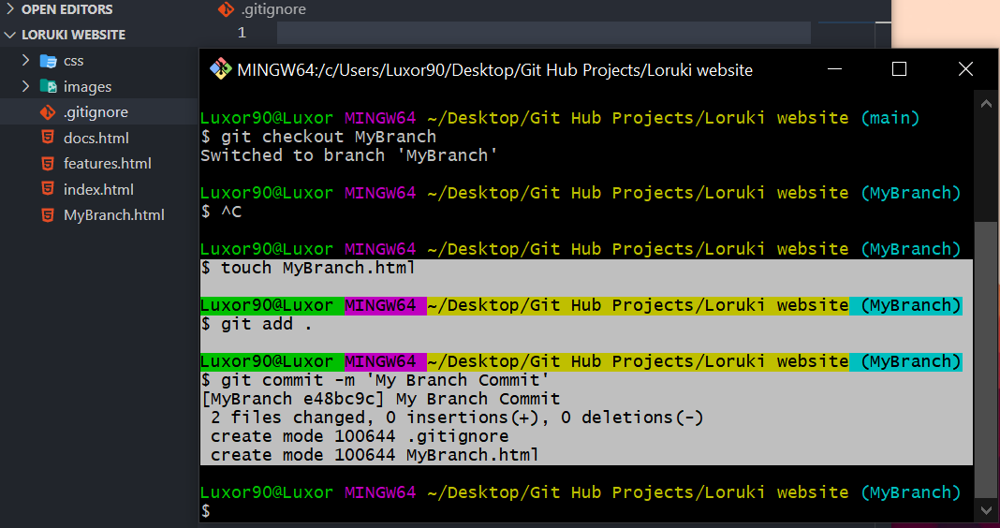 OPEN EDITORS
LORUKI WEBSITE
css
images
.gitignore
docs.html
features.html
index.html
MyBranch.html
.gitignore
1
MINGW64:/c/Users/Luxor90/Desktop/Git Hub Projects/Loruki website
Luxor90@Luxor MINGW64 ~/Desktop/Git Hub Projects/Loruki website (main)
$ git checkout MyBranch
Switched to branch 'MyBranch'
Luxor90@Luxor MINGW64 ~/Desktop/Git Hub Projects/Loruki website (MyBranch)
$ ^C
Luxor90@Luxor MINGW64 ~/Desktop/Git Hub Projects/Loruki website (MyBranch)
$ touch MyBranch.html
Luxor90@Luxor MINGW64 ~/Desktop/Git Hub Projects/Loruki website (MyBranch)
$ git add .
Luxor90@Luxor MINGW64 ~/Desktop/Git Hub Projects/Loruki website (MyBranch)
$ git commit -m 'My Branch Commit'
[MyBranch e48bc9c] My Branch Commit
2 files changed, 0 insertions(+), 0 deletions(-)
create mode 100644 .gitignore
create mode 100644 MyBranch.html
Luxor90@Luxor MINGW64 ~/Desktop/Git Hub Projects/Loruki website (MyBranch)
$